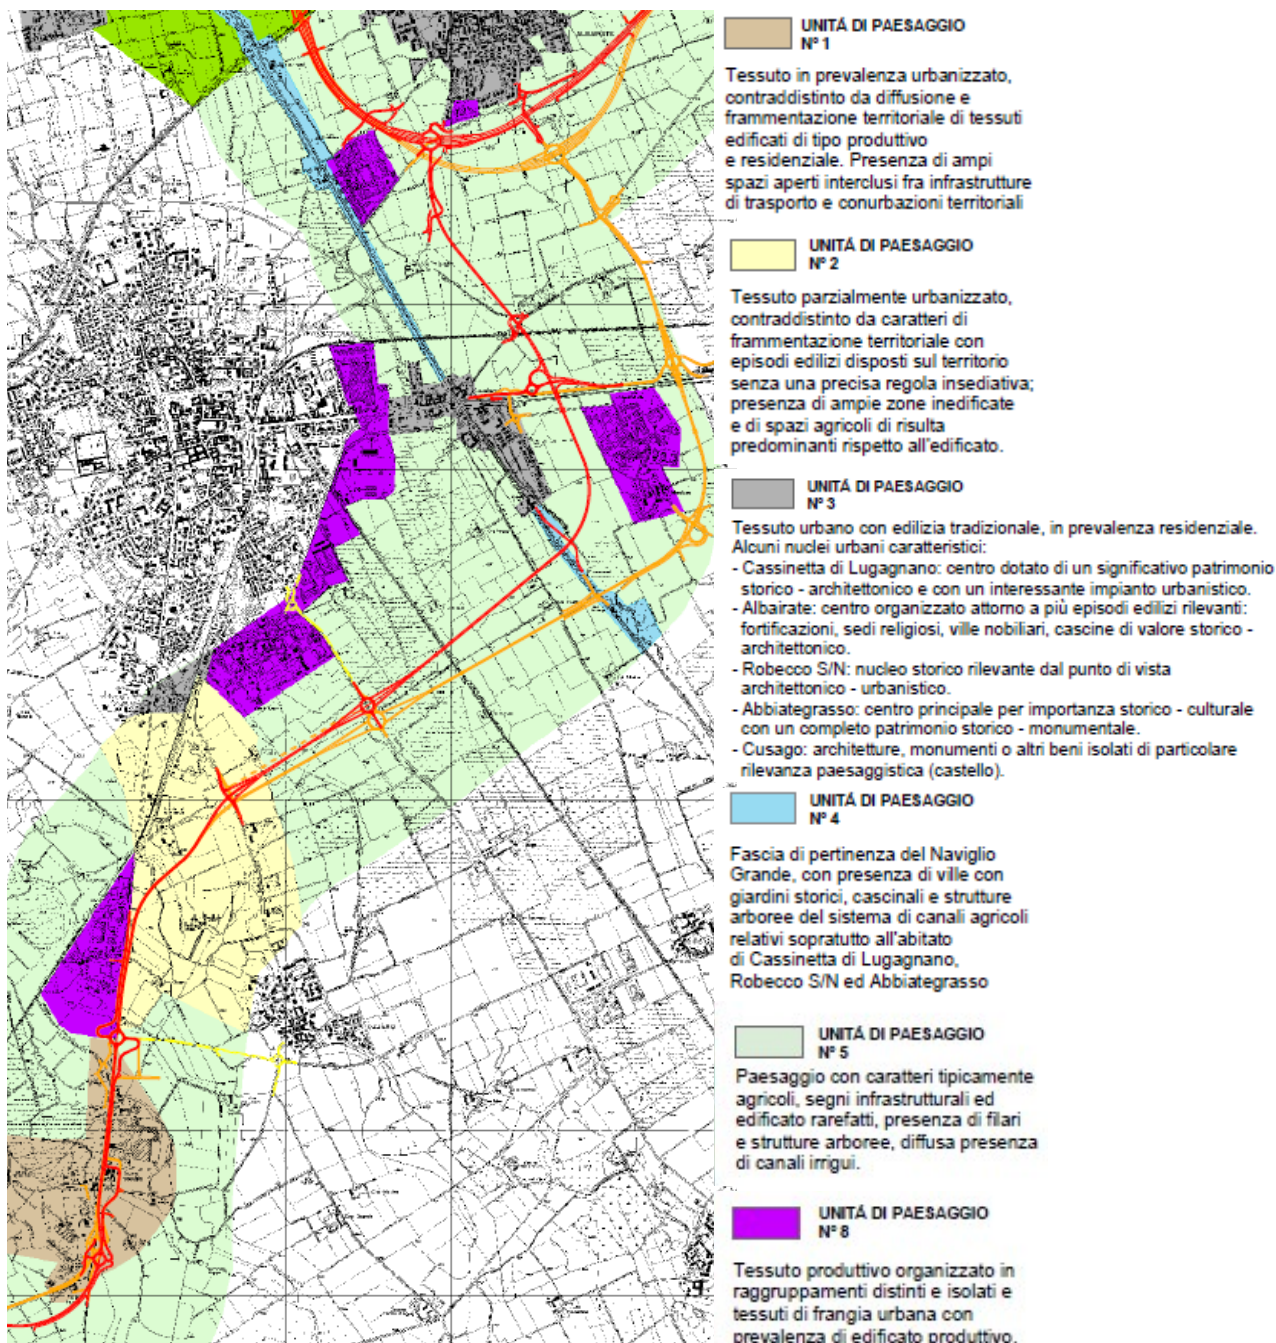 ALBAIRATE
UNITÁ DI PAESAGGIO
N° 1
Tessuto in prevalenza urbanizzato,
contraddistinto da diffusione e
frammentazione territoriale di tessuti
edificati di tipo produttivo
e residenziale. Presenza di ampi
spazi aperti interclusi fra infrastrutture
di trasporto e conurbazioni territoriali
UNITÁ DI PAESAGGIO
N° 2
Tessuto parzialmente urbanizzato,
contraddistinto da caratteri di
frammentazione territoriale con
episodi edilizi disposti sul territorio
senza una precisa regola insediativa;
presenza di ampie zone inedificate
e di spazi agricoli di risulta
predominanti rispetto all'edificato.
UNITÁ DI PAESAGGIO
N° 3
Tessuto urbano con edilizia tradizionale, in prevalenza residenziale.
Alcuni nuclei urbani caratteristici:
- Cassinetta di Lugagnano: centro dotato di un significativo patrimonio
storico - architettonico e con un interessante impianto urbanistico.
- Albairate: centro organizzato attorno a più episodi edilizi rilevanti:
fortificazioni, sedi religiosi, ville nobiliari, cascine di valore storico -
architettonico.
- Robecco S/N: nucleo storico rilevante dal punto di vista
architettonico - urbanistico.
- Abbiategrasso: centro principale per importanza storico - culturale
con un completo patrimonio storico - monumentale.
- Cusago: architetture, monumenti o altri beni isolati di particolare
rilevanza paesaggistica (castello).
UNITÁ DI PAESAGGIO
N° 4
Fascia di pertinenza del Naviglio
Grande, con presenza di ville con
giardini storici, cascinali e strutture
arboree del sistema di canali agricoli
relativi sopratutto all'abitato
di Cassinetta di Lugagnano,
Robecco S/N ed Abbiategrasso
UNITÁ DI PAESAGGIO
N° 5
Paesaggio con caratteri tipicamente
agricoli, segni infrastrutturali ed
edificato rarefatti, presenza di filari
e strutture arboree, diffusa presenza
di canali irrigui.
UNITÁ DI PAESAGGIO
N° 8
Tessuto produttivo organizzato in
raggruppamenti distinti e isolati e
tessuti di frangia urbana con
prevalenza di edificato produttivo.